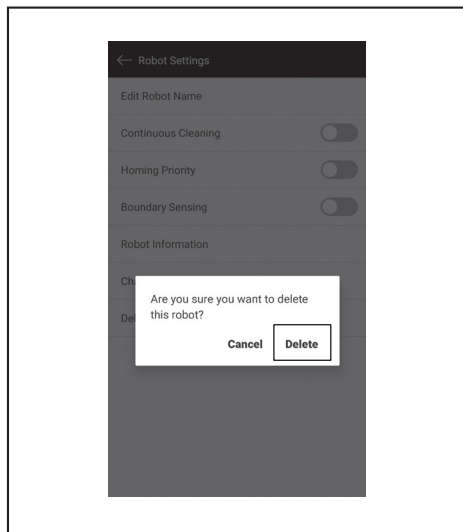 Robot Settings
Edit Robot Name
Continuous Cleaning
Homing Priority
Boundary Sensing
Robot Information
Are you sure you want to delete
this robot?
Cancel Delete